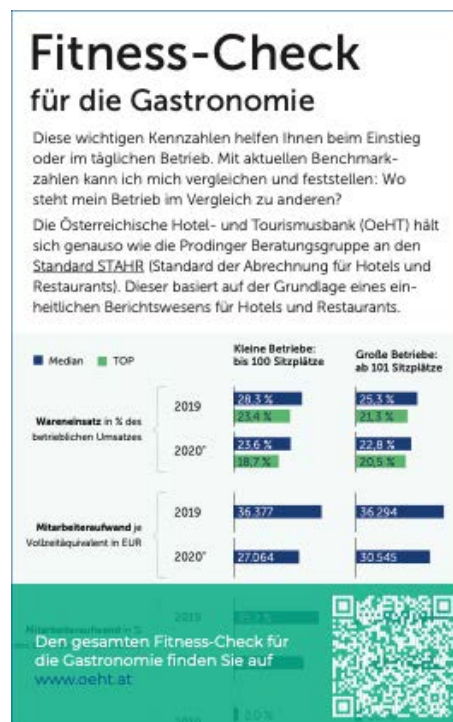 Fitness-Check
für die Gastronomie
Diese wichtigen Kennzahlen helfen Ihnen beim Einstieg
oder im täglichen Betrieb. Mit aktuellen Benchmark-
zahlen kann ich mich vergleichen und feststellen: Wo
steht mein Betrieb im Vergleich zu anderen?
Die Österreichische Hotel- und Tourismusbank (OeHT) hält
sich genauso wie die Prodinger Beratungsgruppe an den
Standard STAHR (Standard der Abrechnung für Hotels und
Restaurants). Dieser basiert auf der Grundlage eines ein-
heitlichen Berichtswesens für Hotels und Restaurants.
Median TOP
Kleine Betriebe:
bis 100 Sitzplätze
Große Betriebe:
ab 101 Sitzplätze
Wareneinsatz in % des
betrieblichen Umsatzes
2019
28,3 % 25,3 %
23,4 % 21,3 %
2020*
23,6 % 22,8 %
18,7 % 20,5 %
Mitarbeiteraufwand je
Vollzeitäquivalent in EUR
2019
36.377 36.294
2020*
27.064 30.545
2019
Mitarbeiteraufwand in %
Den gesamten Fitness-Check für
die Gastronomie finden Sie auf
www.oeht.at